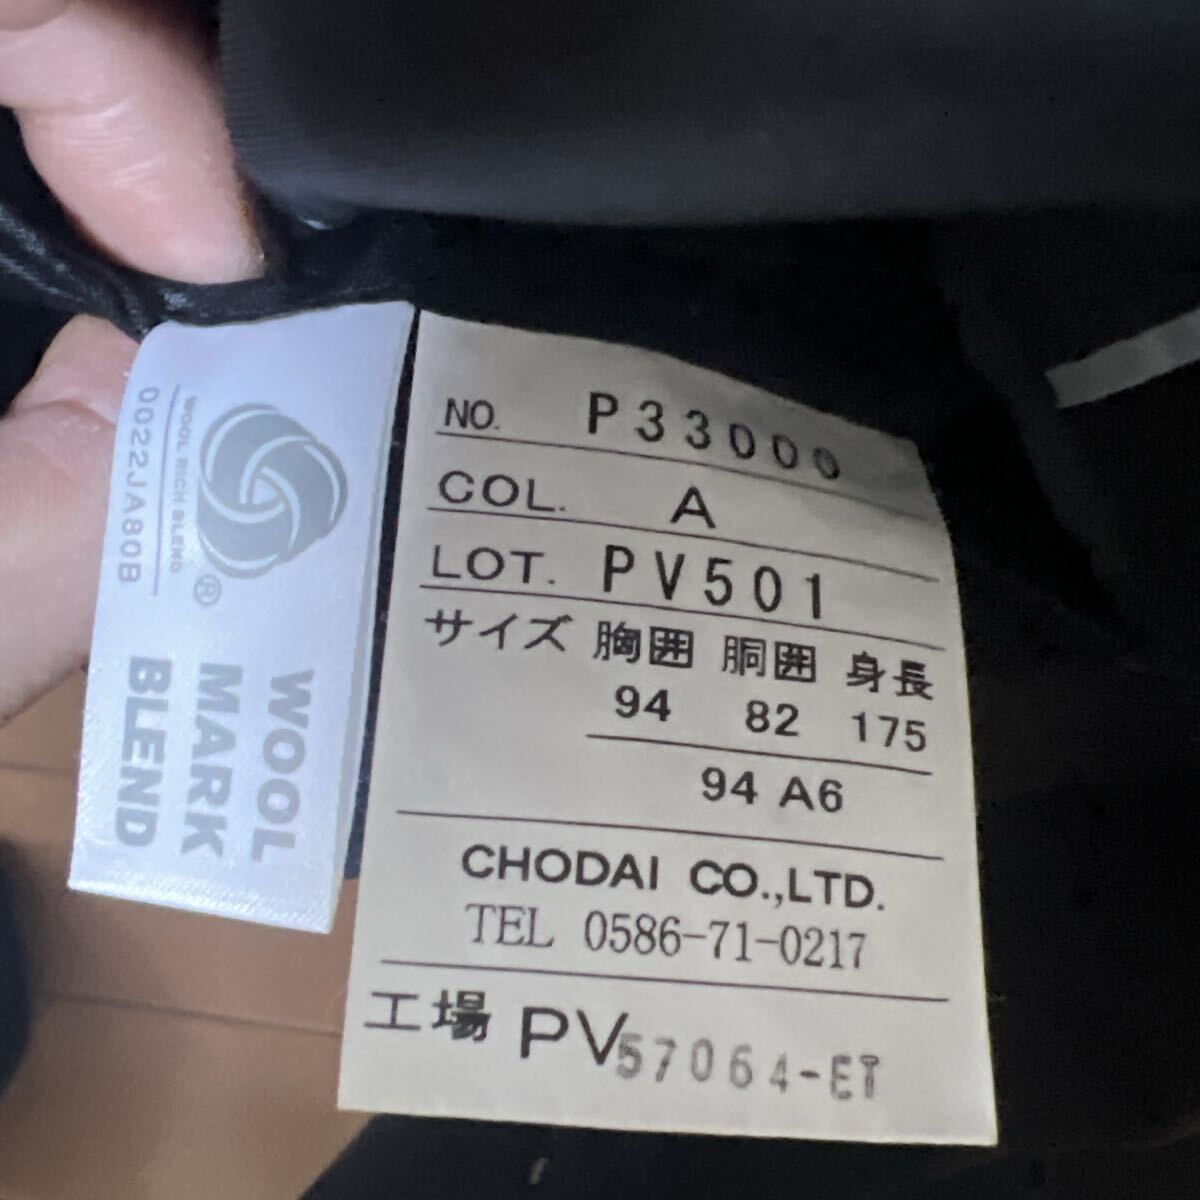 WOOL
MARK
BLEND
WOOL RICH BLEND
0022JA80B
®
NO. P33000
COL. A
LOT. PV501
サイズ 胸囲 胴囲 身長
94 82 175
94 A6
CHODAI CO.,LTD.
TEL 0586-71-0217
工場 PV57064-ET